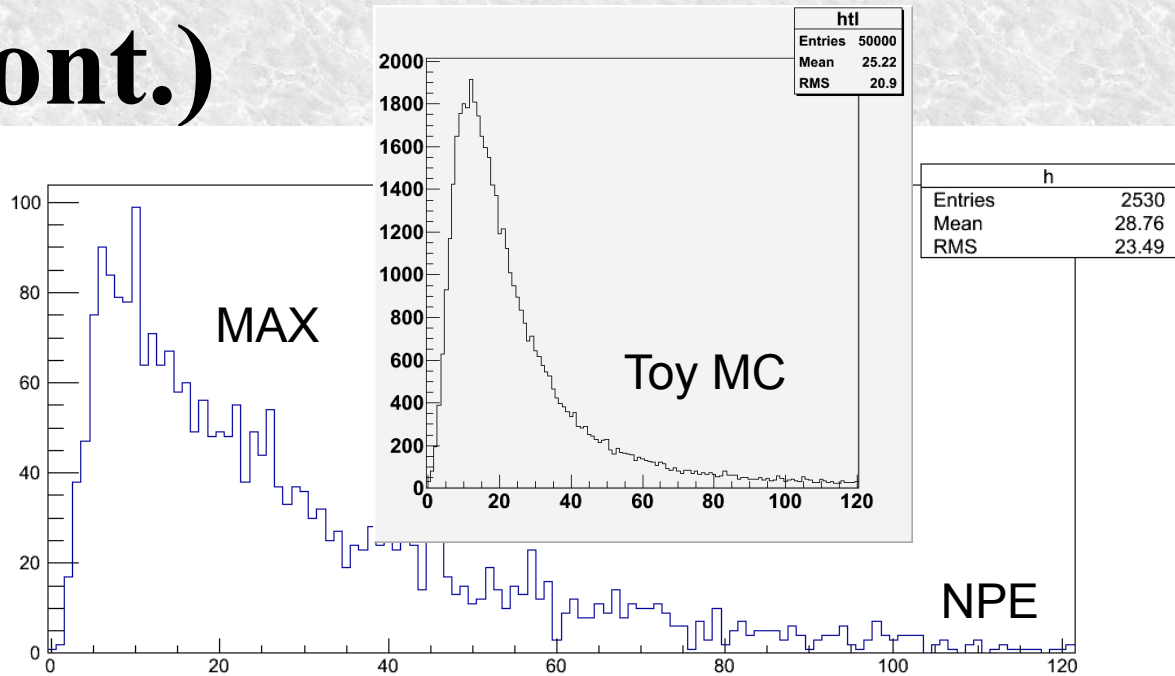 ont.)
htl
Entries 50000
Mean 25.22
RMS 20.9
2000
1800
1600
1400
1200
1000
800
600
400
200
0
0 20 40 60 80 100 120
Toy MC
h
Entries 2530
Mean 28.76
RMS 23.49
100
80
60
40
20
0
MAX
NPE
0 20 40 60 80 100 120